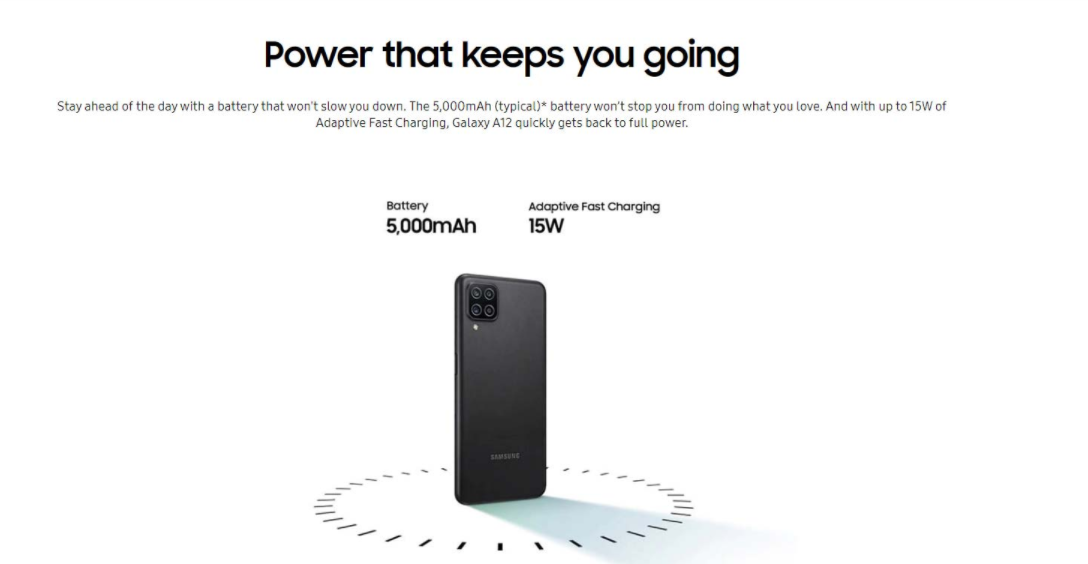 Power that keeps you going
Stay ahead of the day with a battery that won't slow you down. The 5,000mAh (typical)* battery won't stop you from doing what you love. And with up to 15W of
Adaptive Fast Charging, Galaxy A12 quickly gets back to full power.
Battery
5,000mAh
Adaptive Fast Charging
15W
SAMSUNG